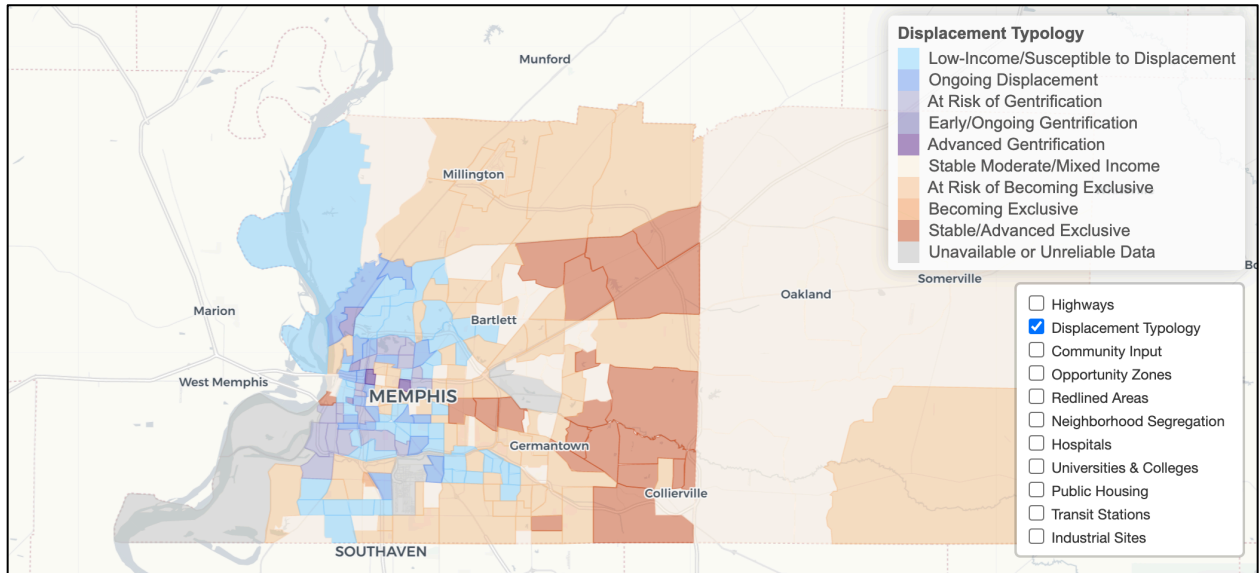 Munford
Displacement Typology
Low-Income/Susceptible to Displacement
Ongoing Displacement
At Risk of Gentrification
Early/Ongoing Gentrification
Advanced Gentrification
Stable Moderate/Mixed Income
At Risk of Becoming Exclusive
Becoming Exclusive
Stable/Advanced Exclusive
Unavailable or Unreliable Data
Millington
Bo
Somerville
Oakland
Marion
Bartlett
West Memphis
MEMPHIS
Germantown
Collierville
SOUTHAVEN
Highways
Displacement Typology
Community Input
Opportunity Zones
Redlined Areas
Neighborhood Segregation
Hospitals
Universities & Colleges
Public Housing
Transit Stations
Industrial Sites